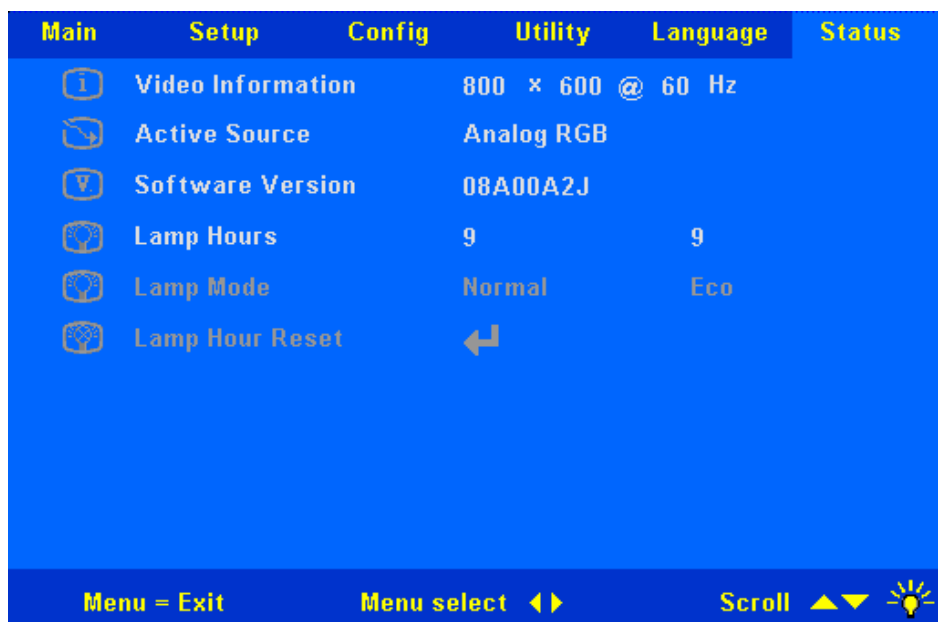 Main Setup Config Utility Language Status
Video Information 800 × 600 @ 60 Hz
Active Source Analog RGB
Software Version 08A00A2J
Lamp Hours 9 9
Lamp Mode Normal Eco
Lamp Hour Reset
Menu = Exit Menu select Scroll